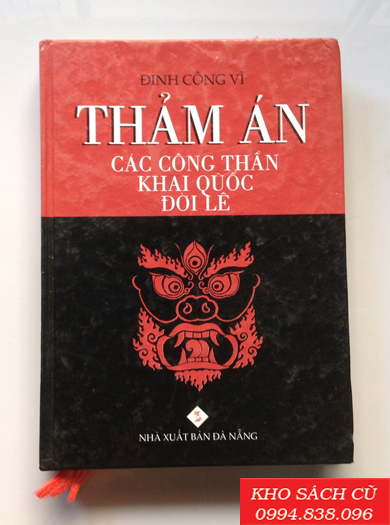 ĐINH CÔNG VĨ
THẢM ÁN
CÁC CÔNG THẦN
KHAI QUỐC
ĐỜI LÊ
NHÀ XUẤT BẢN ĐÀ NẴNG
KHO SÁCH CŨ
0994.838.096